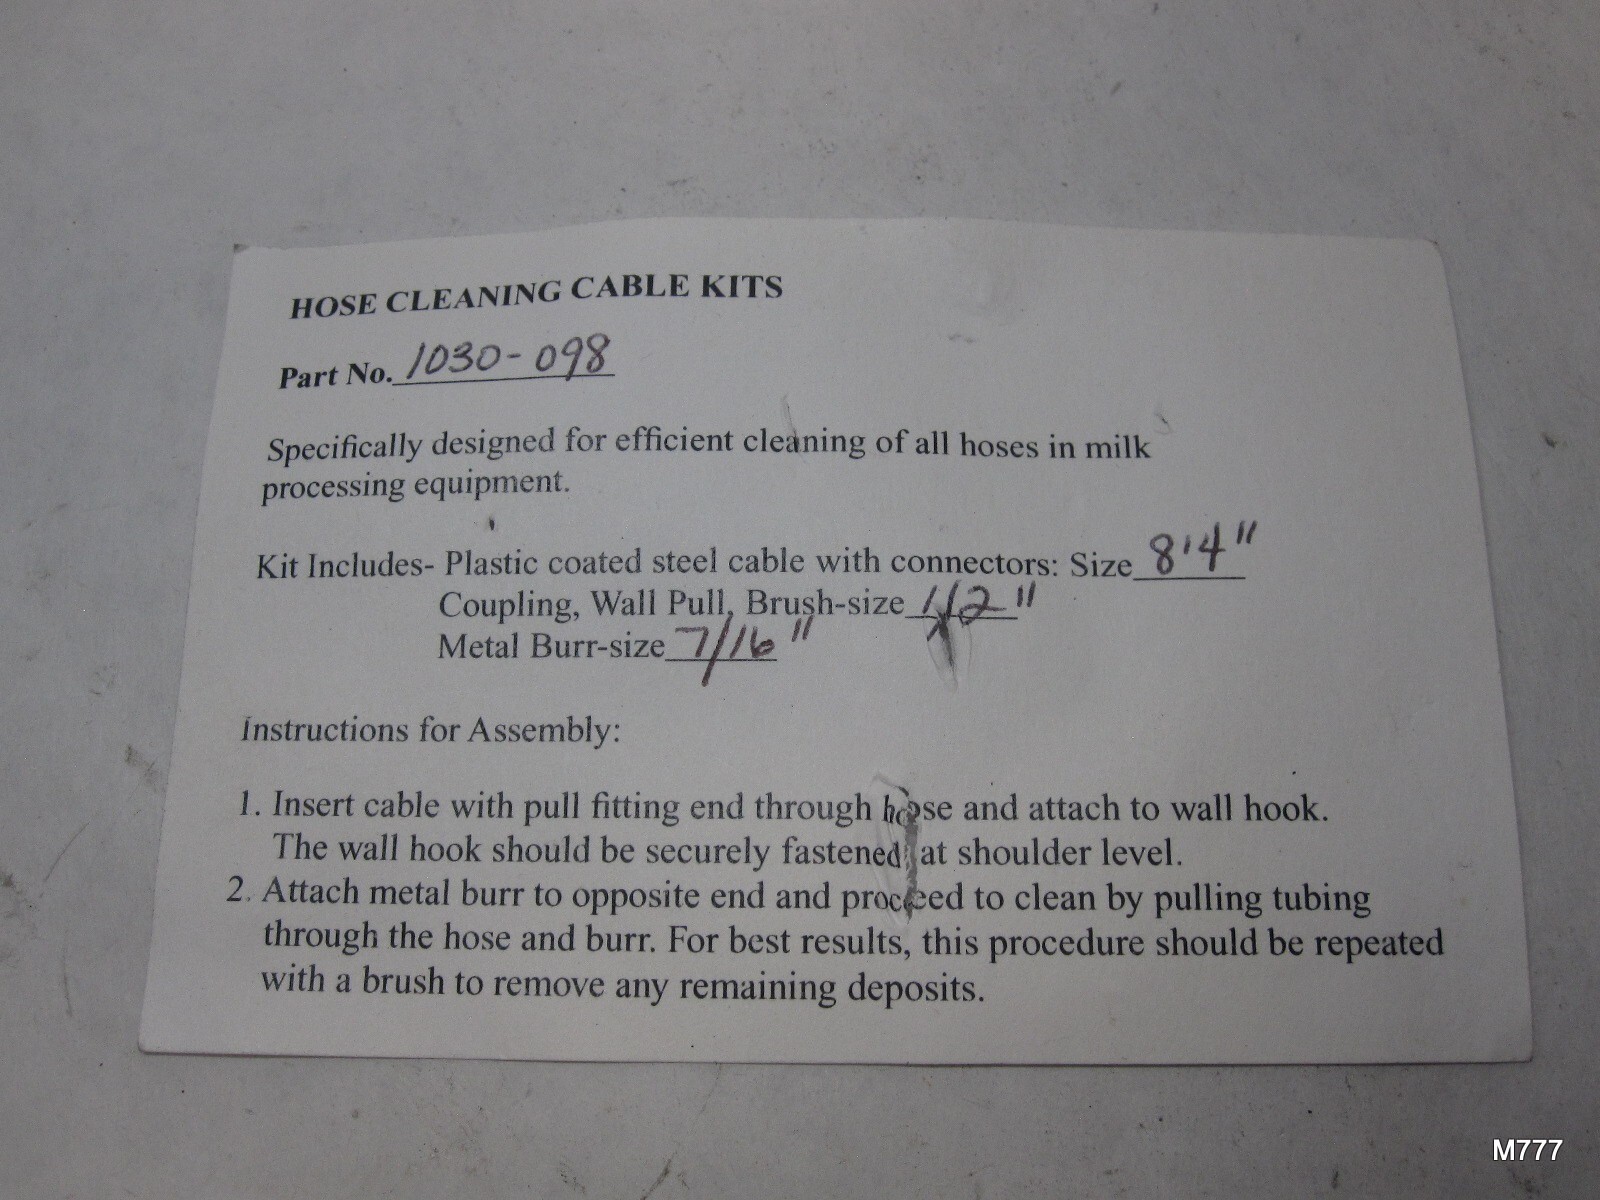 HOSE CLEANING CABLE KITS
Part No. 1030-098
Specifically designed for efficient cleaning of all hoses in milk
processing equipment.
Kit Includes- Plastic coated steel cable with connectors: Size 8'4"
Coupling, Wall Pull, Brush-size 1/2"
Metal Burr-size 7/16"
Instructions for Assembly:
1. Insert cable with pull fitting end through hose and attach to wall hook.
The wall hook should be securely fastened at shoulder level.
2. Attach metal burr to opposite end and proceed to clean by pulling tubing
through the hose and burr. For best results, this procedure should be repeated
with a brush to remove any remaining deposits.
M777